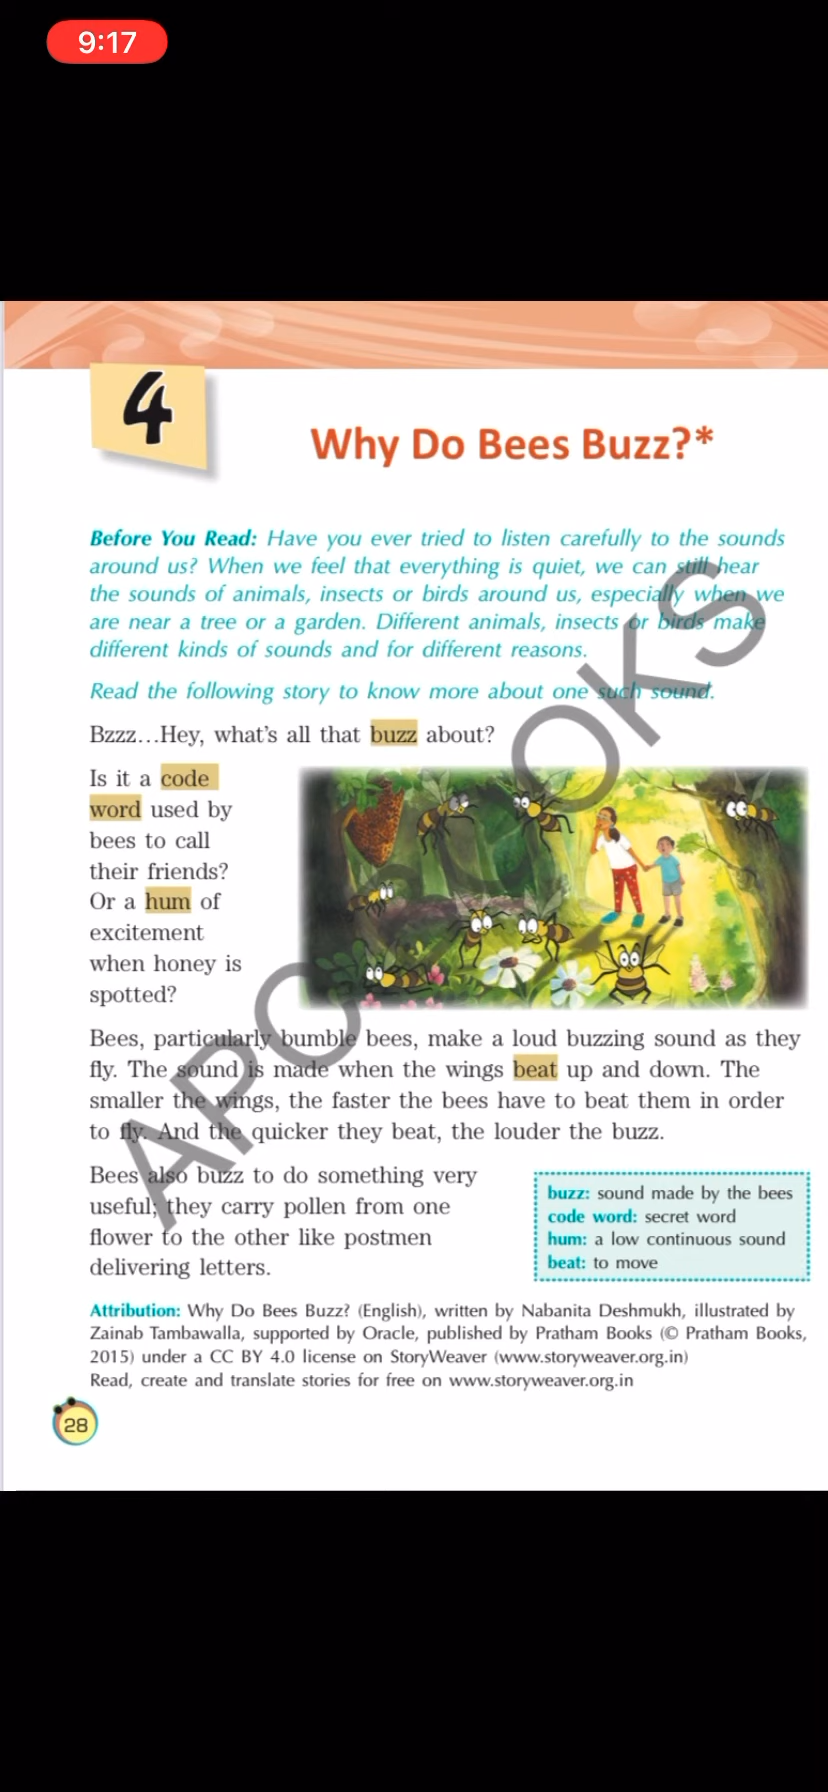 9:17
4
Why Do Bees Buzz?*
Before You Read: Have you ever tried to listen carefully to the sounds
around us? When we feel that everything is quiet, we can still hear
the sounds of animals, insects or birds around us, especially when we
are near a tree or a garden. Different animals, insects or birds make
different kinds of sounds and for different reasons.
Read the following story to know more about one such sound.
Bzzz...Hey, what's all that buzz about?
Is it a code
word used by
bees to call
their friends?
Or a hum of
excitement
when honey is
spotted?
Bees, particularly bumble bees, make a loud buzzing sound as they
fly. The sound is made when the wings beat up and down. The
smaller the wings, the faster the bees have to beat them in order
to fly. And the quicker they beat, the louder the buzz.
Bees also buzz to do something very
useful; they carry pollen from one
flower to the other like postmen
delivering letters.
buzz: sound made by the bees
code word: secret word
hum: a low continuous sound
beat: to move
Attribution: Why Do Bees Buzz? (English), written by Nabanita Deshmukh, illustrated by
Zainab Tambawalla, supported by Oracle, published by Pratham Books (© Pratham Books,
2015) under a CC BY 4.0 license on StoryWeaver (www.storyweaver.org.in)
Read, create and translate stories for free on www.storyweaver.org.in
28